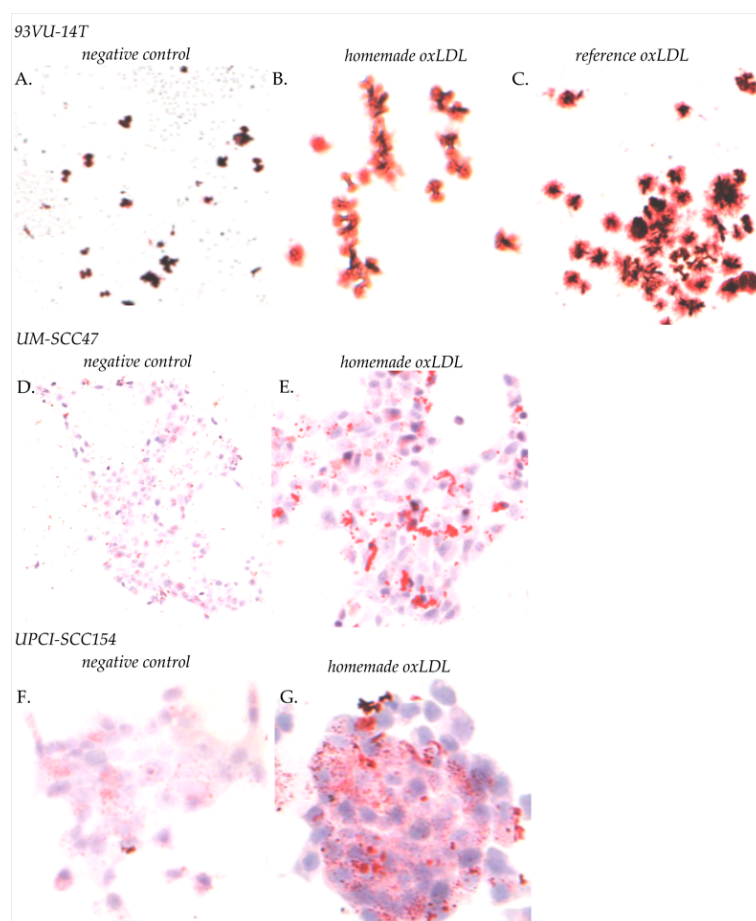 93VU-14T
negative control homemade oxLDL reference oxLDL
A. B. C.
UM-SCC47
negative control homemade oxLDL
D. E.
UPCI-SCC154
negative control homemade oxLDL
F. G.